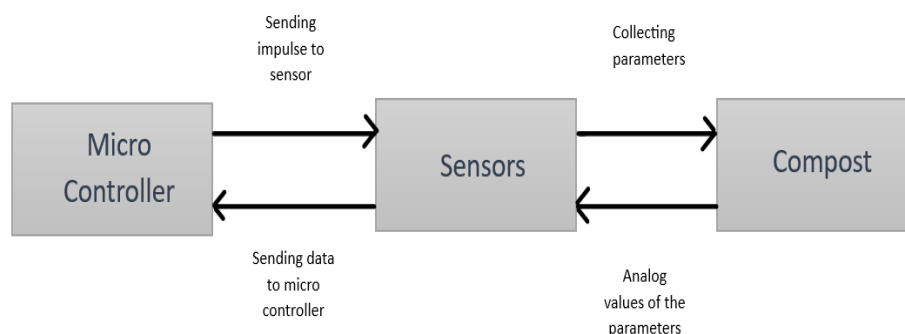 Sending
impulse to
sensor
Collecting
parameters
Micro
Controller
Sensors
Compost
Sending data
to micro
controller
Analog
values of the
parameters